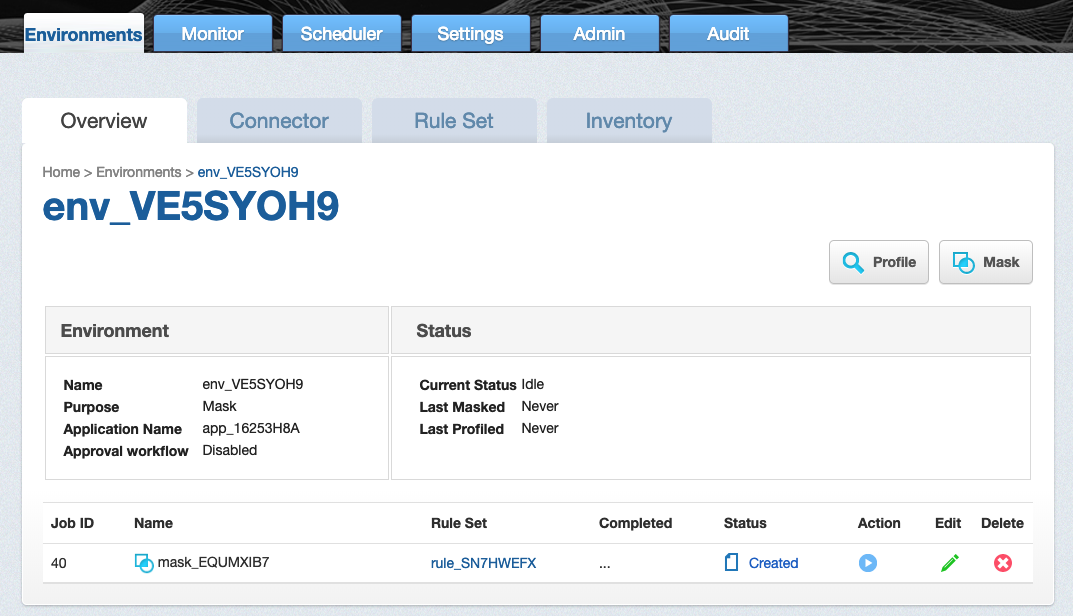 Environments Monitor Scheduler Settings Admin Audit
Overview Connector Rule Set Inventory
Home > Environments > env_VE5SYOH9
env_VE5SYOH9
Profile Mask
Environment Status
Name env_VE5SYOH9 Current Status Idle
Purpose Mask Last Masked Never
Application Name app_16253H8A Last Profiled Never
Approval workflow Disabled
Job ID Name Rule Set Completed Status Action Edit Delete
40 mask_EQUMXIB7 rule_SN7HWEFX ... Created